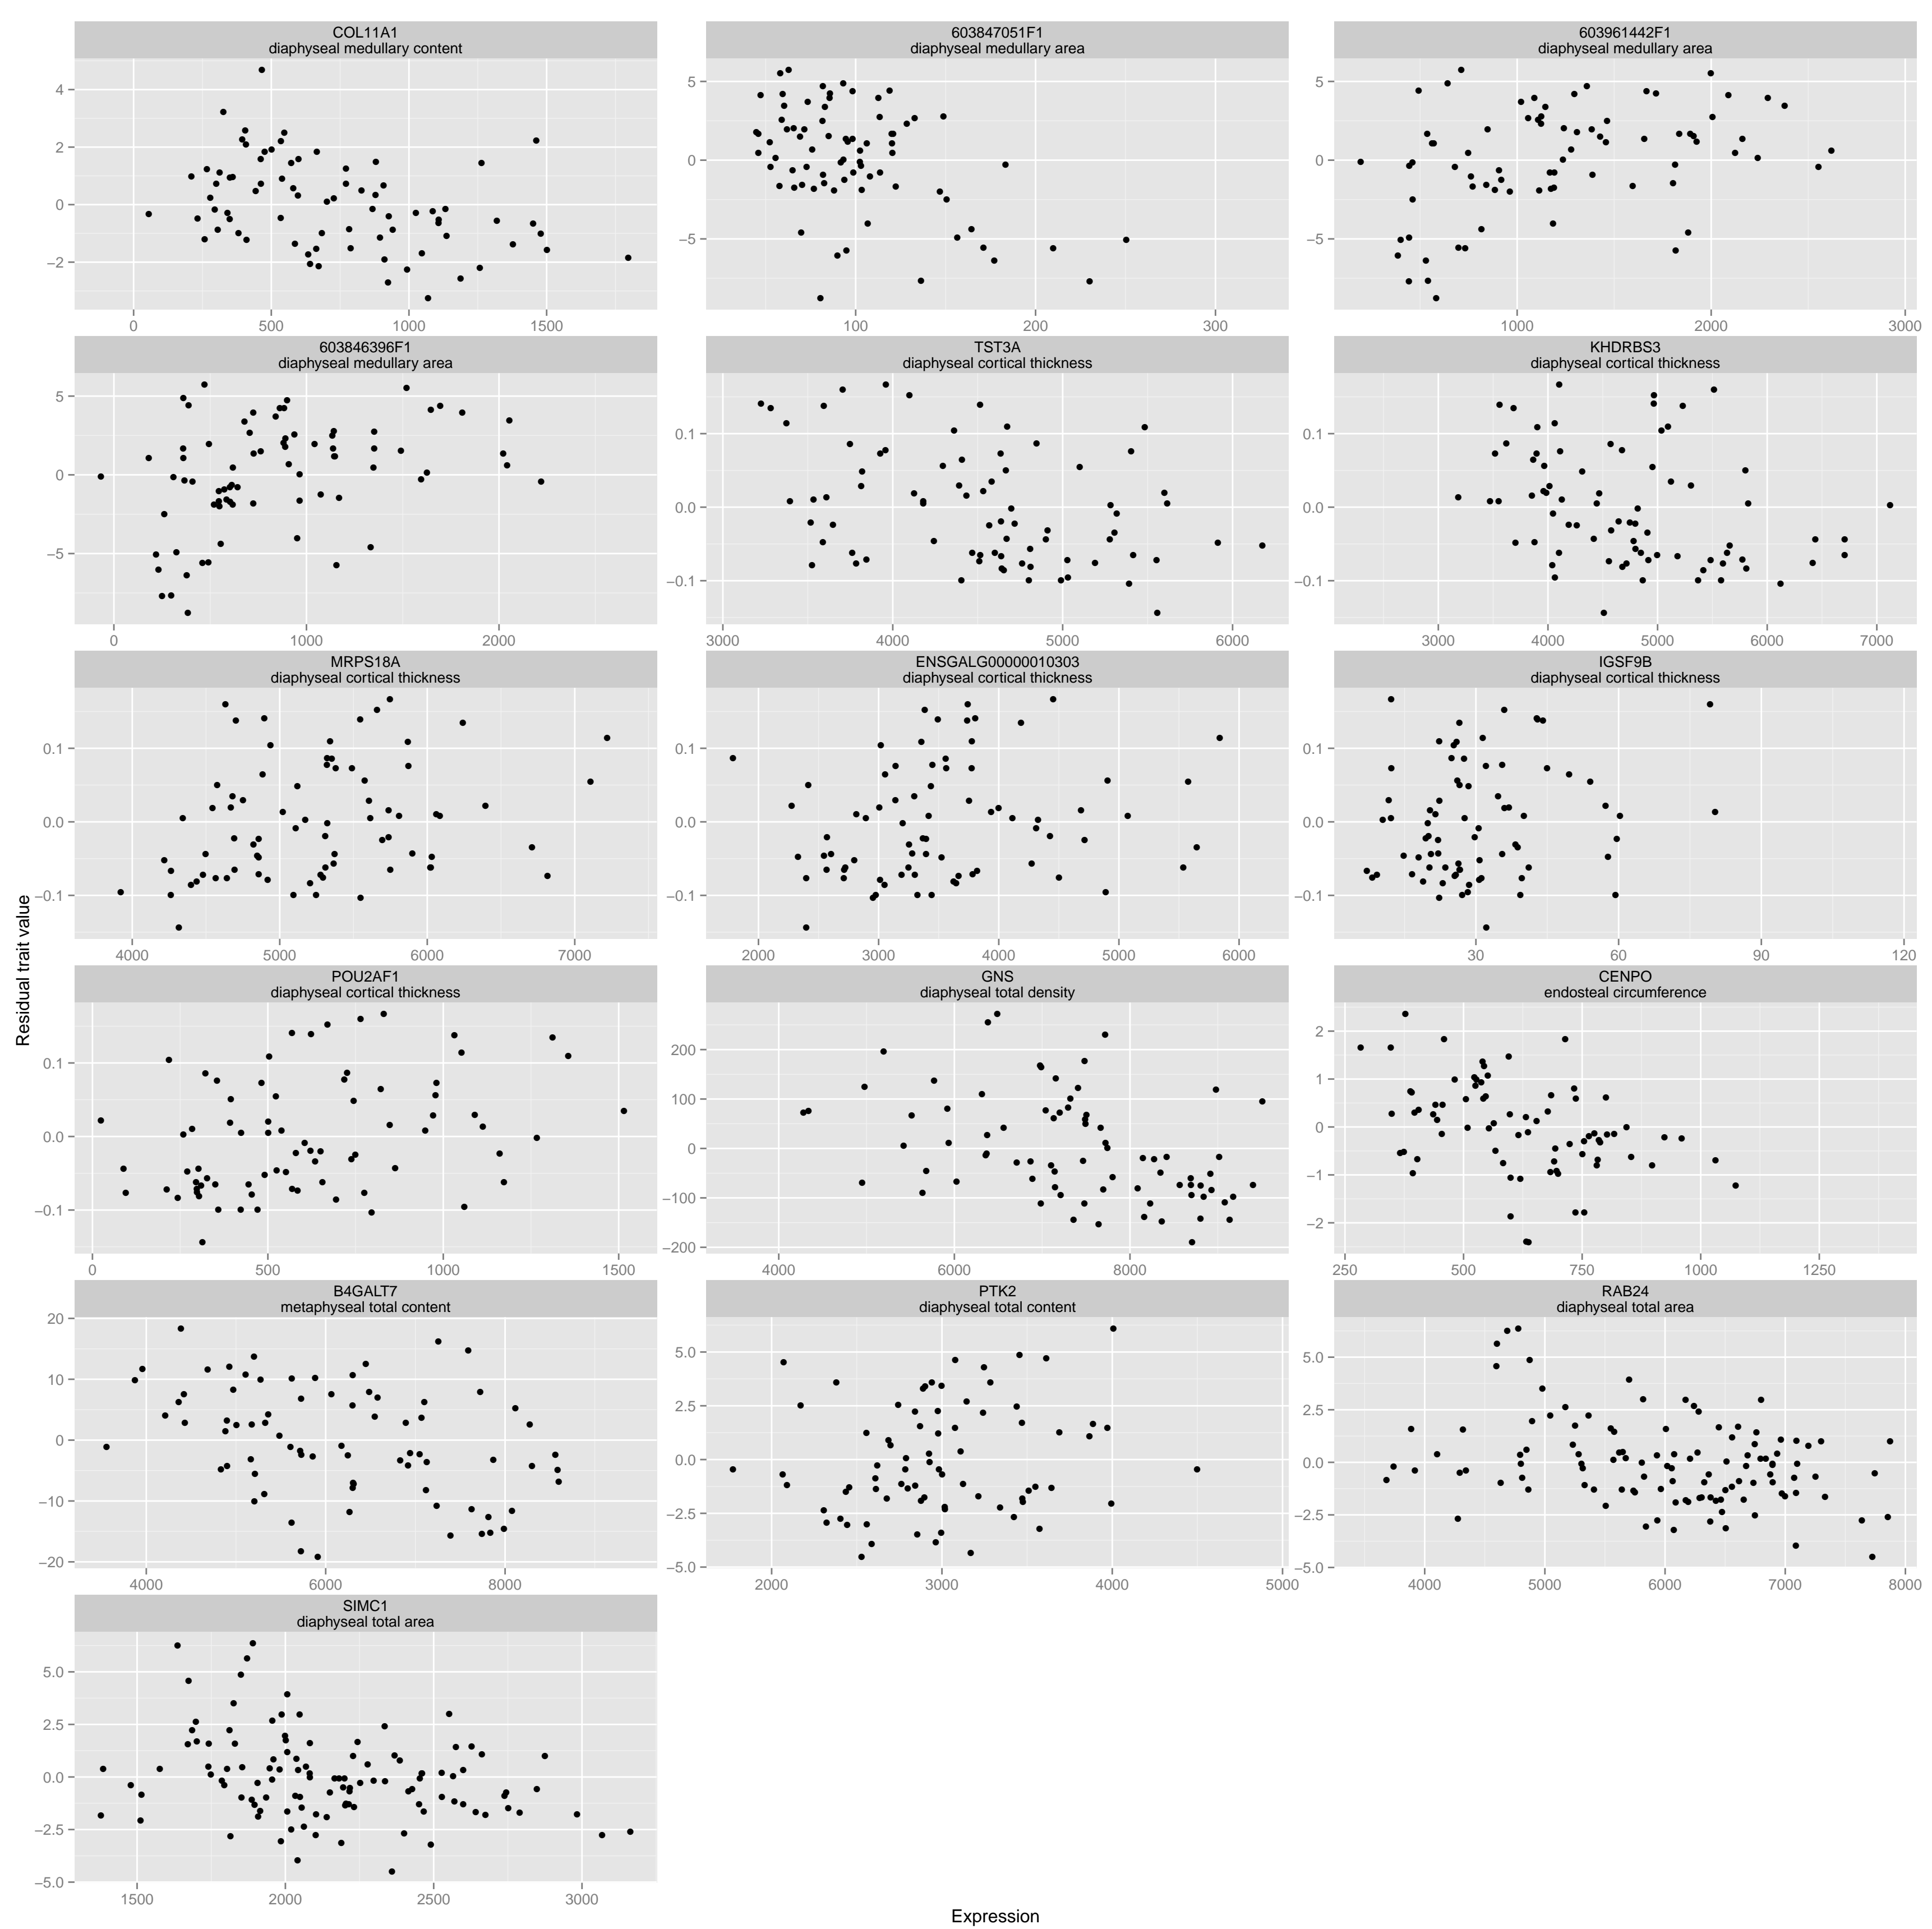 COL11A1
diaphyseal medullary content
4
2
0
−2
0 500 1000 1500
603847051F1
diaphyseal medullary area
5
0
−5
100 200 300
603961442F1
diaphyseal medullary area
5
0
−5
1000 2000 3000
603846396F1
diaphyseal medullary area
5
0
−5
0 1000 2000
TST3A
diaphyseal cortical thickness
0.1
0.0
−0.1
3000 4000 5000 6000
KHDRBS3
diaphyseal cortical thickness
0.1
0.0
−0.1
3000 4000 5000 6000 7000
MRPS18A
diaphyseal cortical thickness
0.1
0.0
−0.1
4000 5000 6000 7000
ENSGALG00000010303
diaphyseal cortical thickness
0.1
0.0
−0.1
2000 3000 4000 5000 6000
IGSF9B
diaphyseal cortical thickness
0.1
0.0
−0.1
30 60 90 120
POU2AF1
diaphyseal cortical thickness
0.1
0.0
−0.1
0 500 1000 1500
GNS
diaphyseal total density
200
100
0
−100
−200
4000 6000 8000
CENPO
endosteal circumference
2
1
0
−1
−2
250 500 750 1000 1250
B4GALT7
metaphyseal total content
20
10
0
−10
−20
4000 6000 8000
PTK2
diaphyseal total content
5.0
2.5
0.0
−2.5
−5.0
2000 3000 4000 5000
RAB24
diaphyseal total area
5.0
2.5
0.0
−2.5
−5.0
4000 5000 6000 7000 8000
SIMC1
diaphyseal total area
5.0
2.5
0.0
−2.5
−5.0
1500 2000 2500 3000
Residual trait value
Expression